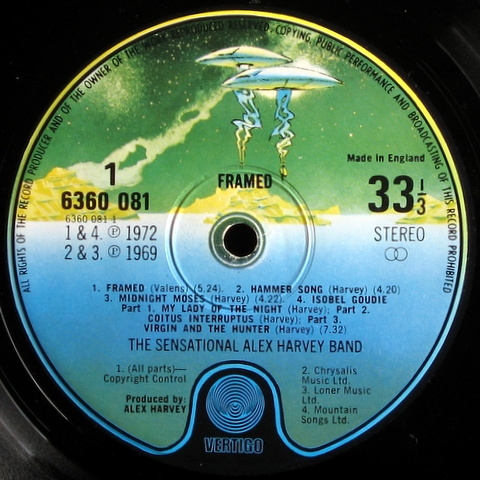 ALL RIGHTS OF THE RECORD PRODUCER AND OF THE OWNER OF THE WORK REPRODUCED RESERVED. COPYING, PUBLIC PERFORMANCE AND BROADCASTING OF THIS RECORD PROHIBITED
Made in England
1
6360 081
6360 081 1
1 & 4. Ⓟ 1972
2 & 3. Ⓟ 1969
FRAMED
33⅓
STEREO
1. FRAMED (Valens) (5.24). 2. HAMMER SONG (Harvey) (4.20)
3. MIDNIGHT MOSES (Harvey) (4.22). 4. ISOBEL GOUDIE
Part 1. MY LADY OF THE NIGHT (Harvey); Part 2.
COITUS INTERRUPTUS (Harvey); Part 3.
VIRGIN AND THE HUNTER (Harvey) (7.32)
THE SENSATIONAL ALEX HARVEY BAND
1. (All parts)—
Copyright Control
Produced by:
ALEX HARVEY
2. Chrysalis
Music Ltd.
3. Loner Music
Ltd.
4. Mountain
Songs Ltd.
VERTIGO